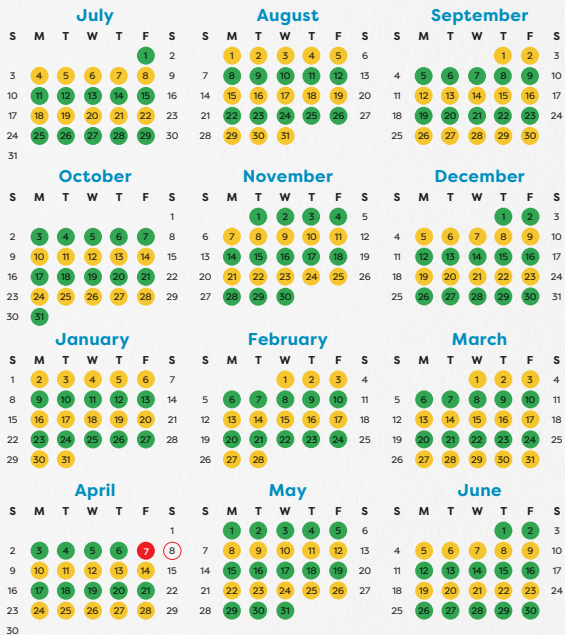 July
S M T W T F S
1 2
3 4 5 6 7 8 9
10 11 12 13 14 15 16
17 18 19 20 21 22 23
24 25 26 27 28 29 30
31
August
S M T W T F S
1 2 3 4 5 6
7 8 9 10 11 12 13
14 15 16 17 18 19 20
21 22 23 24 25 26 27
28 29 30 31
September
S M T W T F S
1 2 3
4 5 6 7 8 9 10
11 12 13 14 15 16 17
18 19 20 21 22 23 24
25 26 27 28 29 30
October
S M T W T F S
1
2 3 4 5 6 7 8
9 10 11 12 13 14 15
16 17 18 19 20 21 22
23 24 25 26 27 28 29
30 31
November
S M T W T F S
1 2 3 4 5
6 7 8 9 10 11 12
13 14 15 16 17 18 19
20 21 22 23 24 25 26
27 28 29 30
December
S M T W T F S
1 2 3
4 5 6 7 8 9 10
11 12 13 14 15 16 17
18 19 20 21 22 23 24
25 26 27 28 29 30 31
January
S M T W T F S
1 2 3 4 5 6 7
8 9 10 11 12 13 14
15 16 17 18 19 20 21
22 23 24 25 26 27 28
29 30 31
February
S M T W T F S
1 2 3 4
5 6 7 8 9 10 11
12 13 14 15 16 17 18
19 20 21 22 23 24 25
26 27 28
March
S M T W T F S
1 2 3 4
5 6 7 8 9 10 11
12 13 14 15 16 17 18
19 20 21 22 23 24 25
26 27 28 29 30 31
April
S M T W T F S
1
2 3 4 5 6 7 8
9 10 11 12 13 14 15
16 17 18 19 20 21 22
23 24 25 26 27 28 29
30
May
S M T W T F S
1 2 3 4 5 6
7 8 9 10 11 12 13
14 15 16 17 18 19 20
21 22 23 24 25 26 27
28 29 30 31
June
S M T W T F S
1 2 3
4 5 6 7 8 9 10
11 12 13 14 15 16 17
18 19 20 21 22 23 24
25 26 27 28 29 30